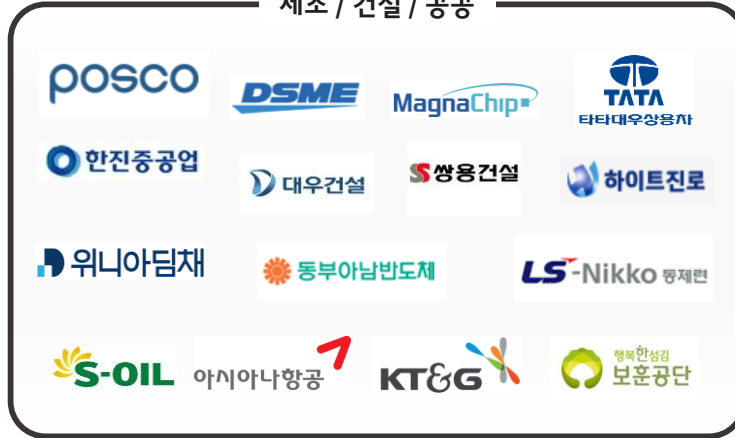 제조 / 건설 / 공공
posco
DSME
MagnaChip
TATA
타타대우상용차
한진중공업
대우건설
쌍용건설
하이트진로
위니아딤채
동부아남반도체
LS-Nikko 동제련
S-OIL
아시아나항공
KT&G
행복한섬김
보훈공단